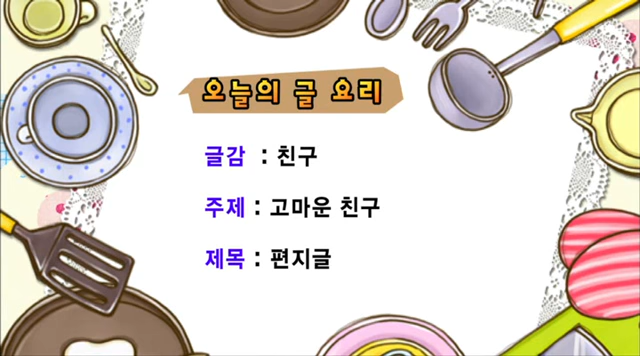 오늘의 글 요리
글감 : 친구
주제 : 고마운 친구
제목 : 편지글